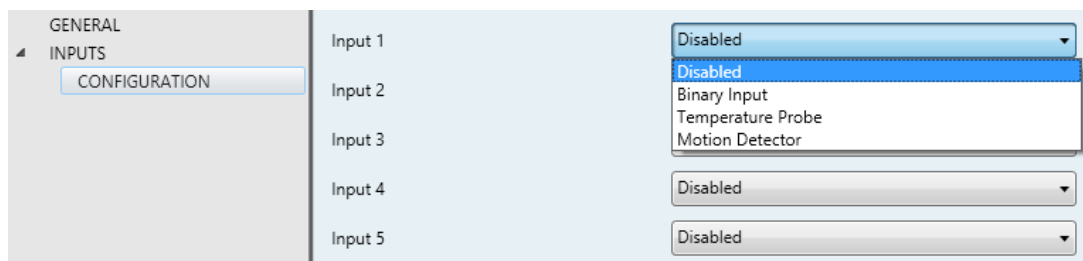 GENERAL
INPUTS
CONFIGURATION
Input 1 Disabled
Disabled
Input 2 Binary Input
Temperature Probe
Input 3 Motion Detector
Input 4 Disabled
Input 5 Disabled